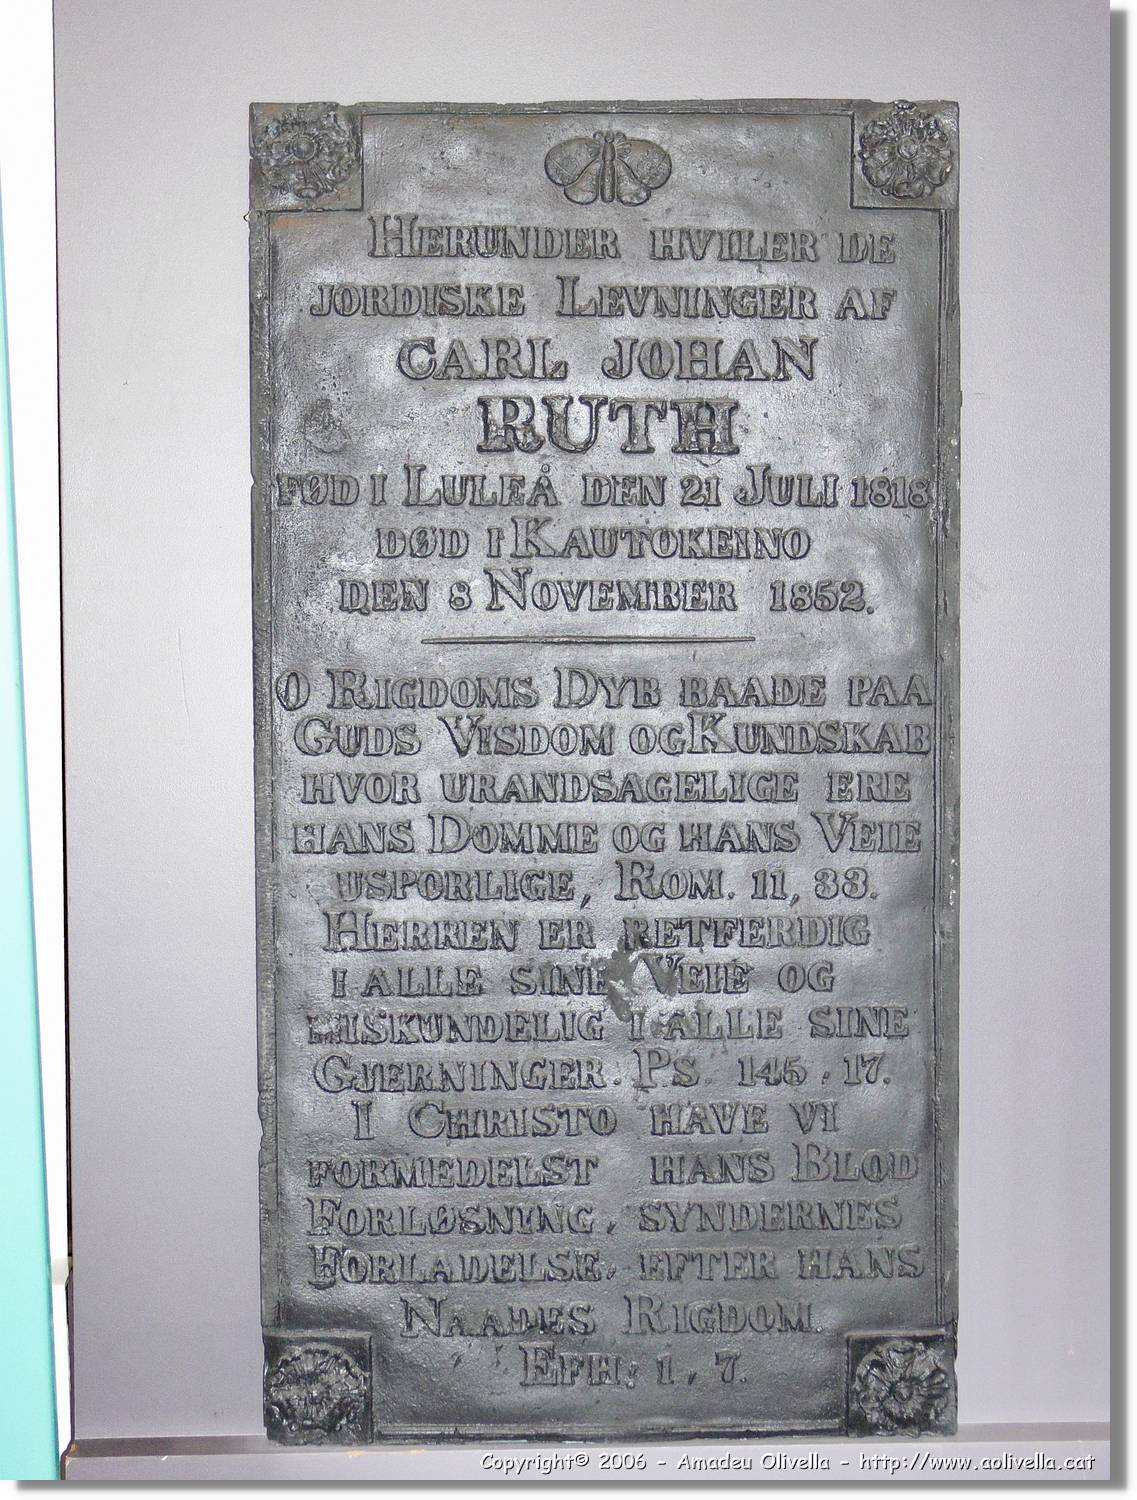 HERUNDER HVILER DE
JORDISKE LEVNINGER AF
CARL JOHAN
RUTH
FØD I LULEÅ DEN 21 JULI 1818
DØD I KAUTOKEINO
DEN 8 NOVEMBER 1852.
O RIGDOMS DYB BAADE PAA
GUDS VISDOM OG KUNDSKAB
HVOR URANDSAGELIGE ERE
HANS DOMME OG HANS VEIE
USPORLIGE, ROM. 11, 33.
HERREN ER RETFERDIG
I ALLE SINE VEIE OG
MISKUNDELIG I ALLE SINE
GJERNINGER. PS. 145, 17.
I CHRISTO HAVE VI
FORMEDELST HANS BLOD
FORLØSNING, SYNDERNES
FORLADELSE, EFTER HANS
NAADES RIGDOM.
EFH; 1, 7.
Copyright© 2006 - Amadeu Olivella - http://www.aolivella.cat